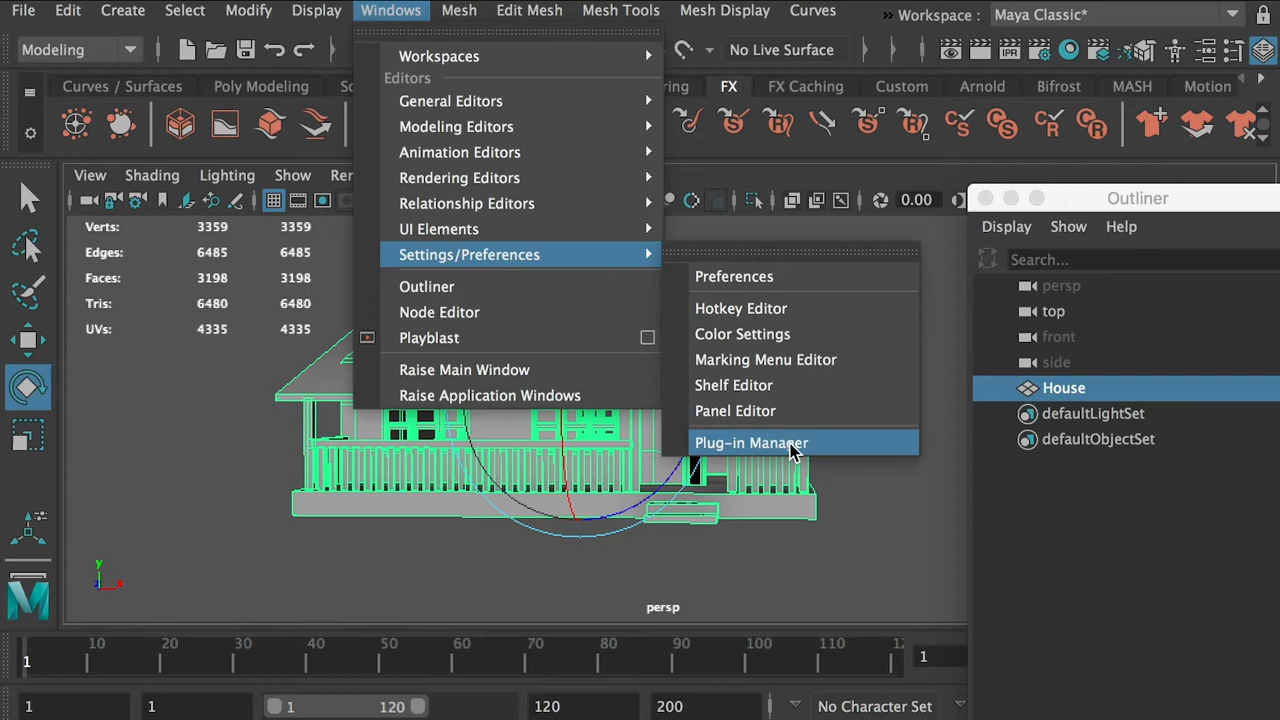 File Edit Create Select Modify Display Windows Mesh Edit Mesh Mesh Tools Mesh Display Curves » Workspace : Maya Classic*
Modeling No Live Surface IPR
Curves / Surfaces Poly Modeling FX FX Caching Custom Arnold Bifrost MASH Motion
View Shading Lighting Show
0.00
Verts: 3359 3359
Edges: 6485 6485
Faces: 3198 3198
Tris: 6480 6480
UVs: 4335 4335
Workspaces
Editors
General Editors
Modeling Editors
Animation Editors
Rendering Editors
Relationship Editors
UI Elements
Settings/Preferences
Outliner
Node Editor
Playblast
Raise Main Window
Raise Application Windows
Preferences
Hotkey Editor
Color Settings
Marking Menu Editor
Shelf Editor
Panel Editor
Plug-in Manager
Outliner
Display Show Help
Search...
persp
top
front
side
House
defaultLightSet
defaultObjectSet
y
z x
persp
10 20 30 40 50 60 70 80 90 100 110
1 1
1 1 1 120 120 200 No Character Set